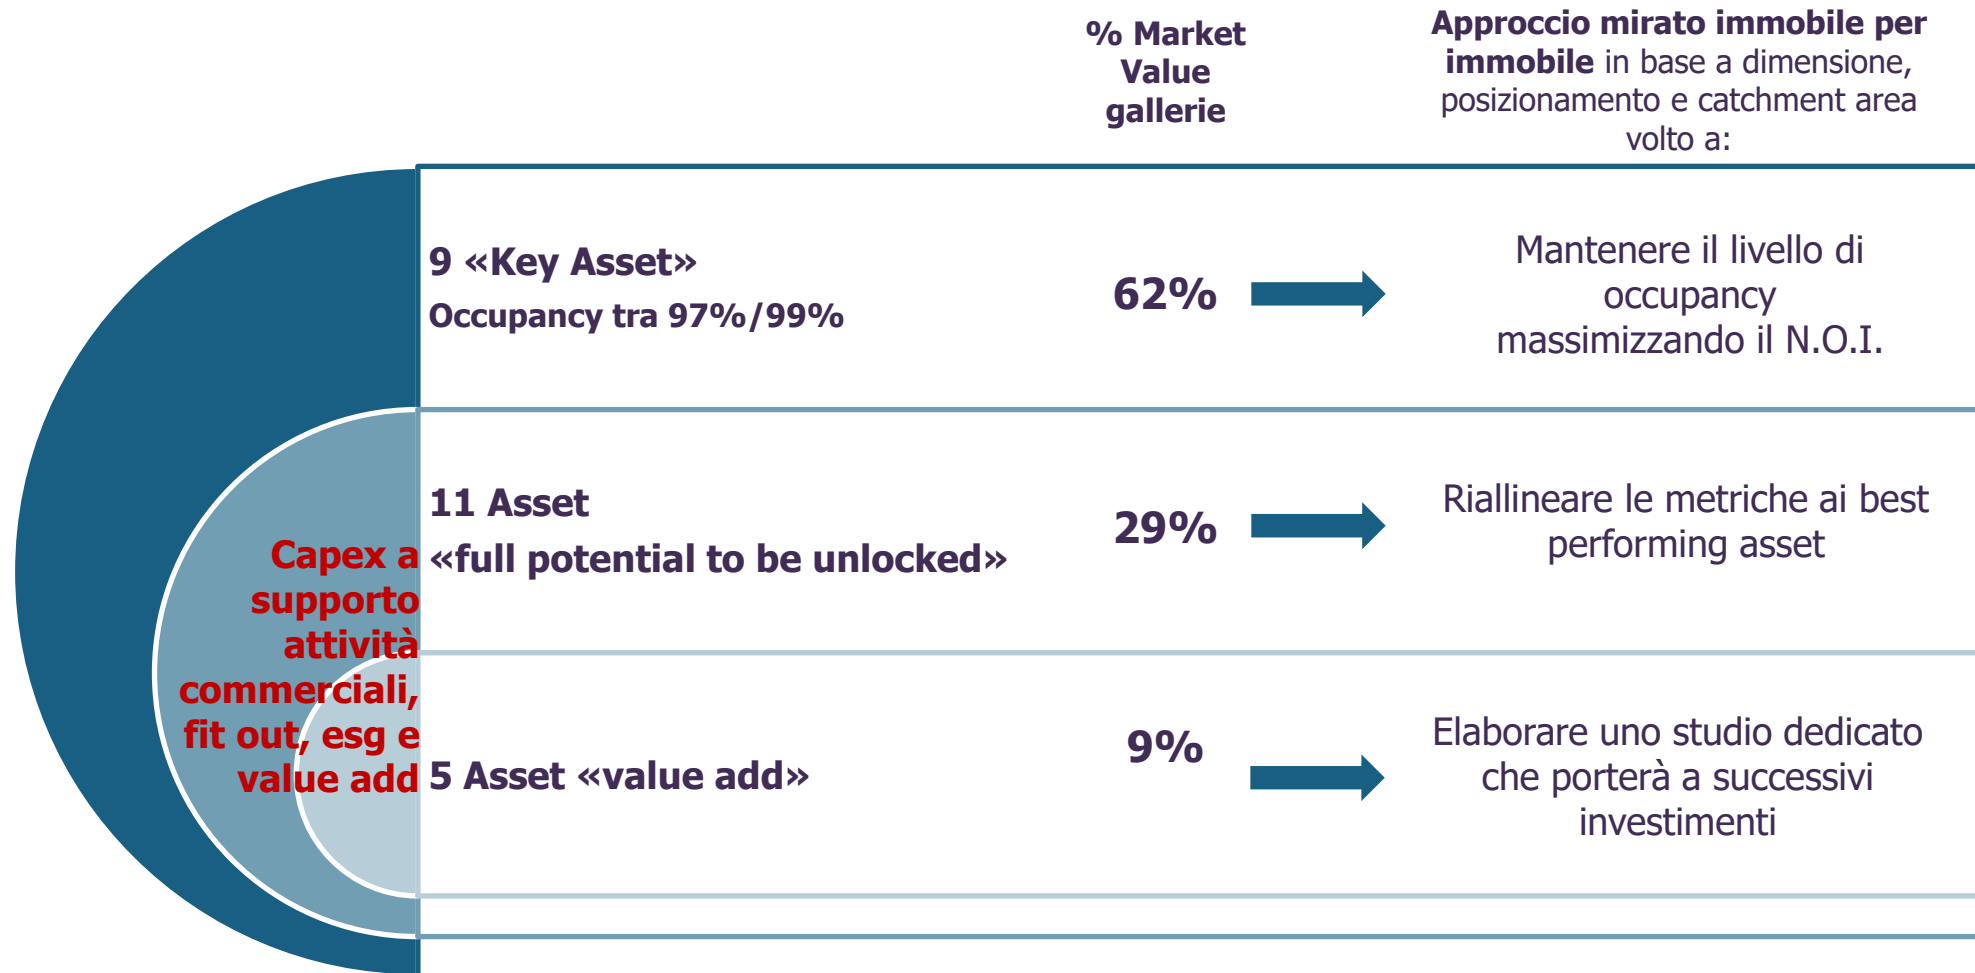 % Market
Value
gallerie
Approccio mirato immobile per
immobile in base a dimensione,
posizionamento e catchment area
volto a:
9 «Key Asset»
Occupancy tra 97%/99%
62%
Mantenere il livello di
occupancy
massimizzando il N.O.I.
11 Asset
«full potential to be unlocked»
29%
Riallineare le metriche ai best
performing asset
Capex a
supporto
attività
commerciali,
fit out, esg e
value add
5 Asset «value add»
9%
Elaborare uno studio dedicato
che porterà a successivi
investimenti